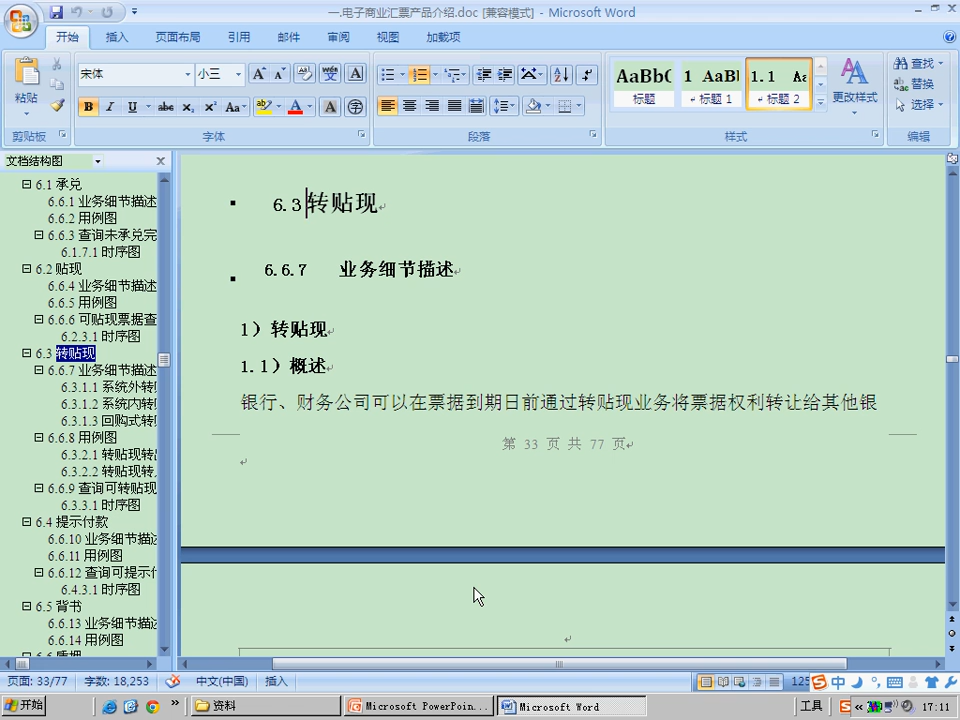 一.电子商业汇票产品介绍.doc [兼容模式] - Microsoft Word
开始 插入 页面布局 引用 邮件 审阅 视图 加载项
粘贴 宋体 小三 AaBbC 1 AaBl 1.1 Aa 更改样式 查找 替换 选择
标题 标题 1 标题 2
剪贴板 字体 段落 样式 编辑
文档结构图
6.1 承兑
6.6.1 业务细节描述
6.6.2 用例图
6.6.3 查询未承兑完
6.1.7.1 时序图
6.2 贴现
6.6.4 业务细节描述
6.6.5 用例图
6.6.6 可贴现票据查
6.2.3.1 时序图
6.3 转贴现
6.6.7 业务细节描述
6.3.1.1 系统外转
6.3.1.2 系统内转
6.3.1.3 回购式转
6.6.8 用例图
6.3.2.1 转贴现转
6.3.2.2 转贴现转
6.6.9 查询可转贴现
6.3.3.1 时序图
6.4 提示付款
6.6.10 业务细节描
6.6.11 用例图
6.6.12 查询可提示
6.4.3.1 时序图
6.5 背书
6.6.13 业务细节描
6.6.14 用例图
6.3 转贴现
6.6.7 业务细节描述
1）转贴现
1.1）概述
银行、财务公司可以在票据到期日前通过转贴现业务将票据权利转让给其他银
第 33 页 共 77 页
页面: 33/77 字数: 18,253 中文(中国) 插入 125 中
开始 资料 Microsoft PowerPoin... Microsoft Word 工具 17:11